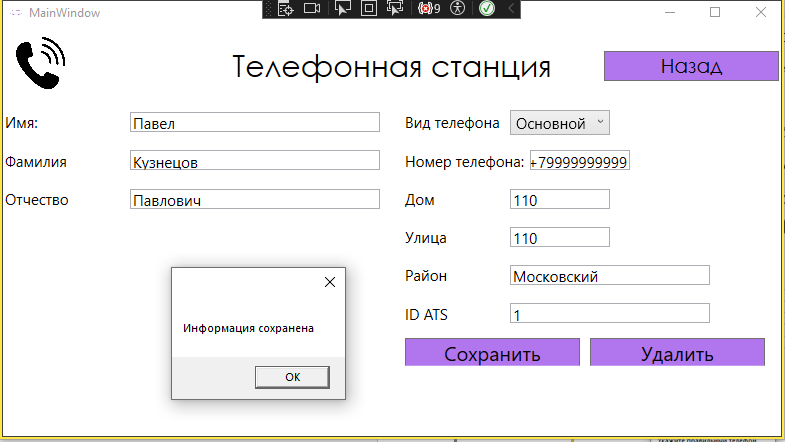 MainWindow
9
Телефонная станция
Назад
Имя:
Павел
Вид телефона
Основной
Фамилия
Кузнецов
Номер телефона:
+79999999999
Отчество
Павлович
Дом
110
Улица
110
Район
Московский
Информация сохранена
ID ATS
1
OK
Сохранить
Удалить